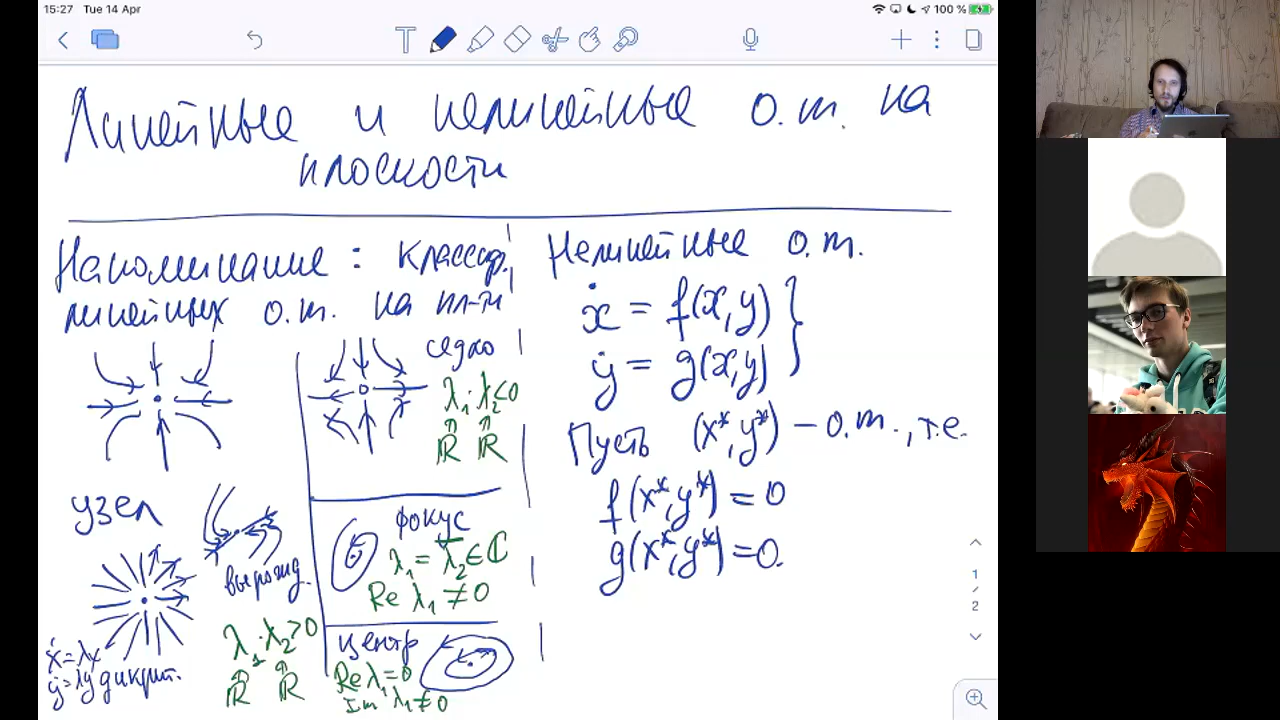 15:27 Tue 14 Apr
100 %
Линейные и нелинейные о.т. на
плоскости
Напоминание: классиф.
линейных о.т. на пл-ти
седло
λ₁·λ₂<0
ℝ ℝ
узел
вырожд.
ẋ=λx
ẏ=λy дикрит.
λ₁·λ₂>0
ℝ ℝ
фокус
λ₁ = λ̄₂ ∈ ℂ
Re λ₁ ≠ 0
центр
Re λ₁=0
Im λ₁≠0
Нелинейные о.т.
ẋ = f(x,y)
ẏ = g(x,y)
Пусть (x*,y*) – о.т., т.е.
f(x*,y*) = 0
g(x*,y*) = 0.
1
/
2